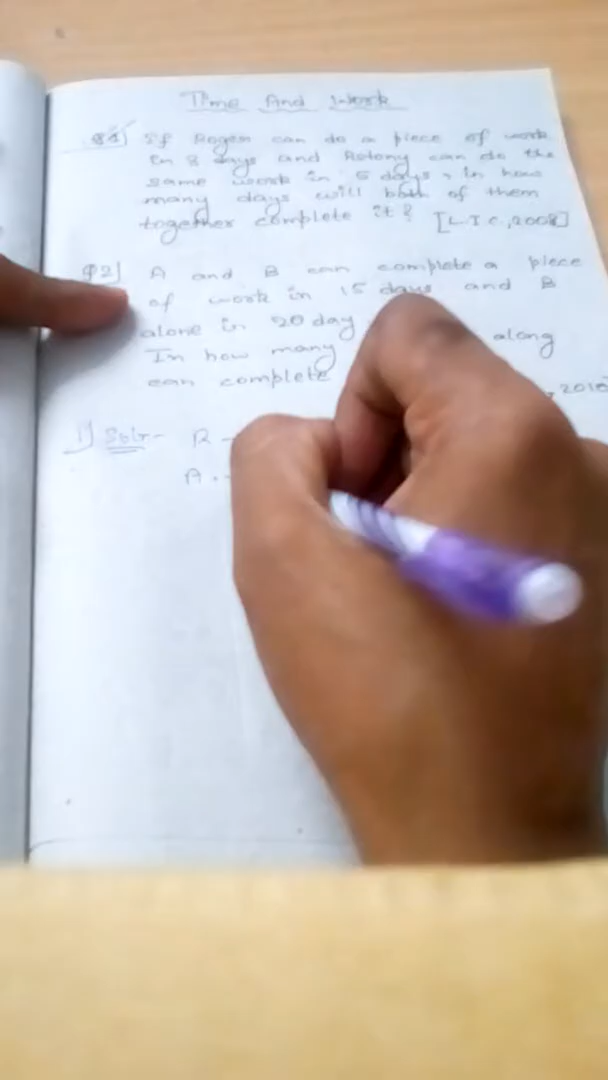 Time And Work
Q1) If Rogen can do a piece of work
in 8 days and Antony can do the
same work in 5 days, in how
many days will both of them
together complete it? [L.I.C., 2008]
Q2] A and B can complete a piece
of work in 15 days and B
alone in 20 day
In how many along
can complete , 2010
1) Soln- R -
A -